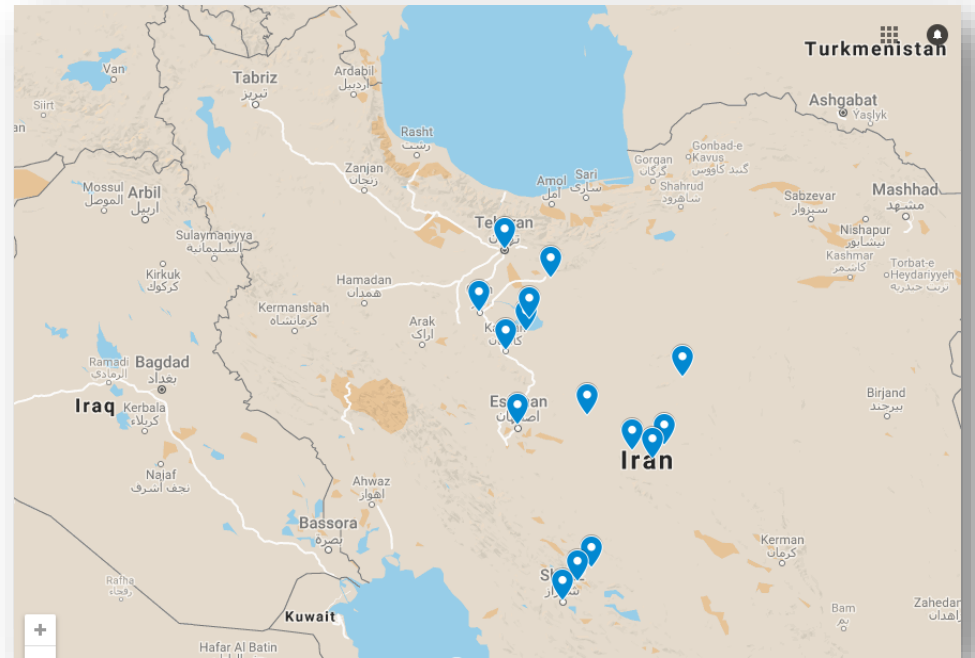 Turkmenistan
Van
Tabriz
تبریز
Ardabil
اردبیل
Siirt
Ashgabat
Yaşlyk
Rasht
رشت
Gonbad-e
Kavus
گنبد کاووس
Gorgan
گرگان
Zanjan
زنجان
Amol
آمل
Sari
ساری
Shahrud
شاهرود
Sabzevar
سبزوار
Mashhad
مشهد
Mossul
الموصل
Arbil
اربيل
Nishapur
نیشابور
Sulaymaniyya
السليمانية
Kashmar
کاشمر
Torbat-e
Heydariyyeh
تربت حیدریه
Kirkuk
كركوك
Hamadan
همدان
Kermanshah
کرمانشاه
Arak
اراک
Ramadi
الرمادي
Bagdad
بغداد
Birjand
بیرجند
Iraq
Kerbala
كربلاء
Iran
Najaf
نجف اشرف
Ahwaz
اهواز
Bassora
بصرة
Kerman
کرمان
Rafha
رفحاء
Bam
بم
Kuwait
Hafar Al Batin
+